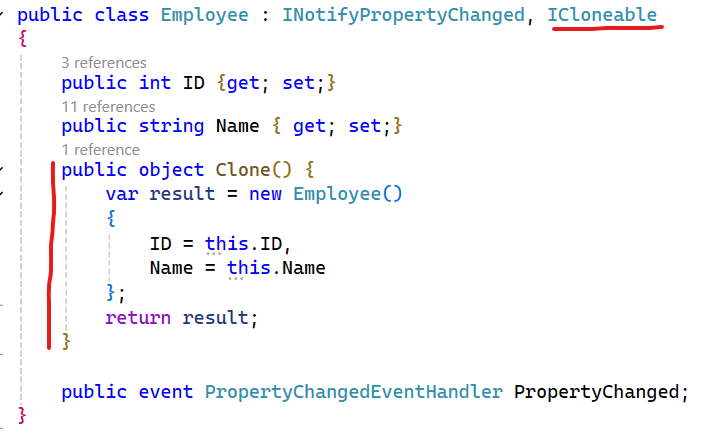 public class Employee : INotifyPropertyChanged, ICloneable
{
3 references
public int ID {get; set;}
11 references
public string Name { get; set;}
1 reference
public object Clone() {
var result = new Employee()
{
ID = this.ID,
Name = this.Name
};
return result;
}
public event PropertyChangedEventHandler PropertyChanged;
}